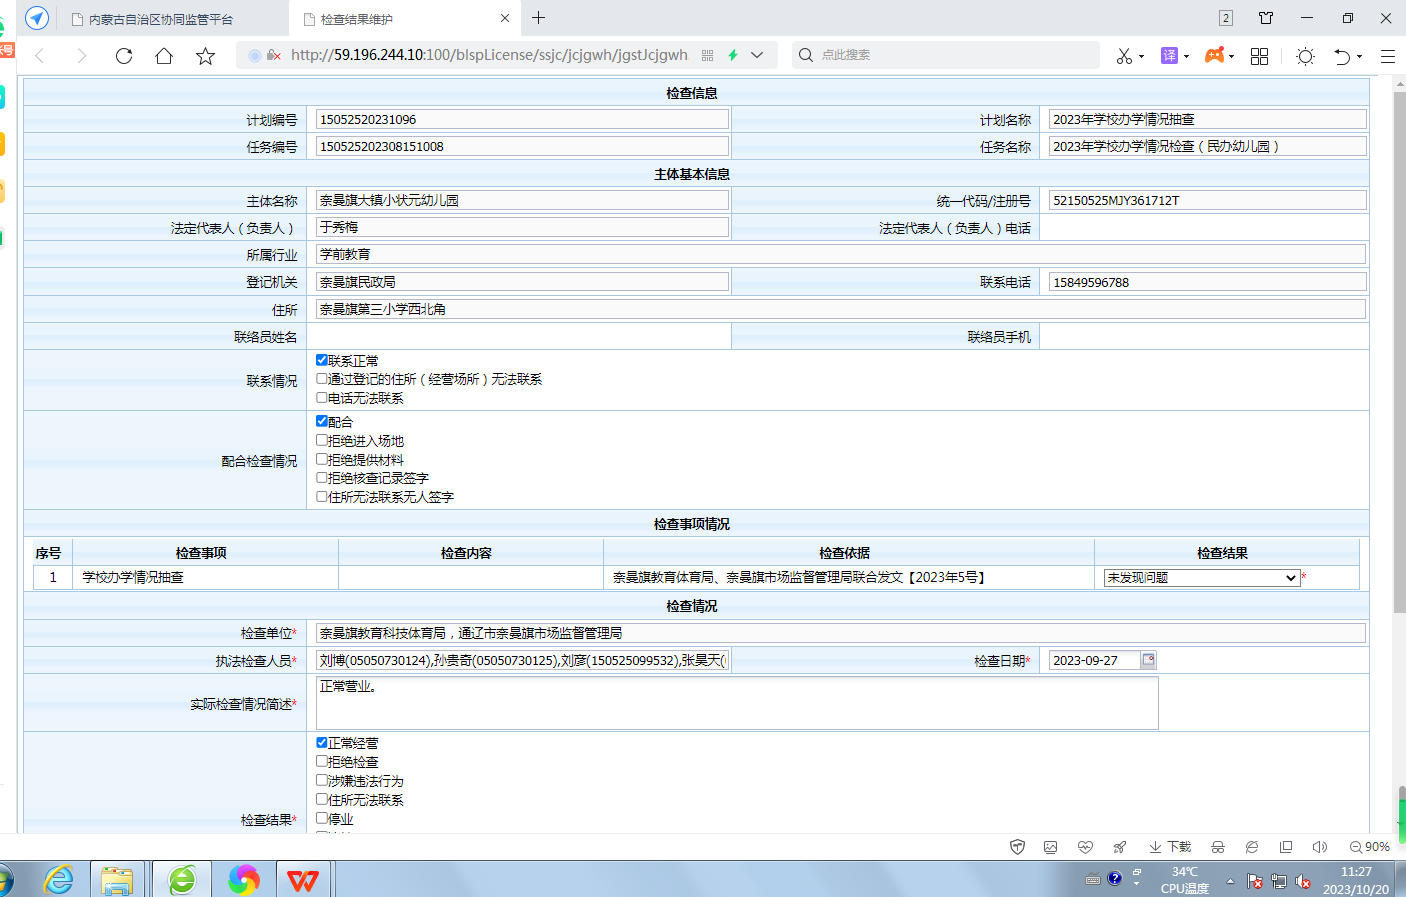 内蒙古自治区协同监管平台
检查结果维护
2
http://59.196.244.10:100/blspLicense/ssjc/jcjgwh/jgstJcjgwh.
点此搜索
译
检查信息
计划编号 15052520231096 计划名称 2023年学校办学情况抽查
任务编号 150525202308151008 任务名称 2023年学校办学情况检查（民办幼儿园）
主体基本信息
主体名称 奈曼旗大镇小状元幼儿园 统一代码/注册号 52150525MJY361712T
法定代表人（负责人） 于秀梅 法定代表人（负责人）电话
所属行业 学前教育
登记机关 奈曼旗民政局 联系电话 15849596788
住所 奈曼旗第三小学西北角
联络员姓名 联络员手机
联系情况
联系正常
通过登记的住所（经营场所）无法联系
电话无法联系
配合检查情况
配合
拒绝进入场地
拒绝提供材料
拒绝核查记录签字
住所无法联系无人签字
检查事项情况
序号 检查事项 检查内容 检查依据 检查结果
1 学校办学情况抽查 奈曼旗教育体育局、奈曼旗市场监督管理局联合发文【2023年5号】 未发现问题 *
检查情况
检查单位* 奈曼旗教育科技体育局，通辽市奈曼旗市场监督管理局
执法检查人员* 刘博(05050730124),孙贵奇(05050730125),刘彦(150525099532),张昊天( 检查日期* 2023-09-27
实际检查情况简述* 正常营业。
检查结果*
正常经营
拒绝检查
涉嫌违法行为
住所无法联系
停业
下载
90%
34℃
CPU温度
11:27
2023/10/20